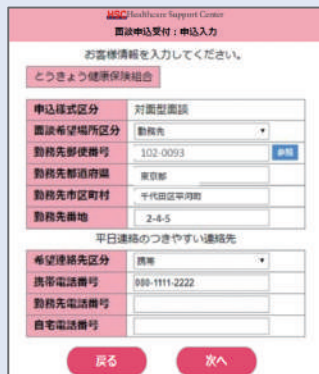 MSC Healthcare Support Center
面談申込受付：申込入力
お客様情報を入力してください。
とうきょう健康保険組合
申込様式区分 対面型面談
面談希望場所区分 勤務先
勤務先郵便番号 102-0093 参照
勤務先都道府県 東京都
勤務先市区町村 千代田区平河町
勤務先番地 2-4-5
平日連絡のつきやすい連絡先
希望連絡先区分 携帯
携帯電話番号 080-1111-2222
勤務先電話番号
自宅電話番号
戻る 次へ